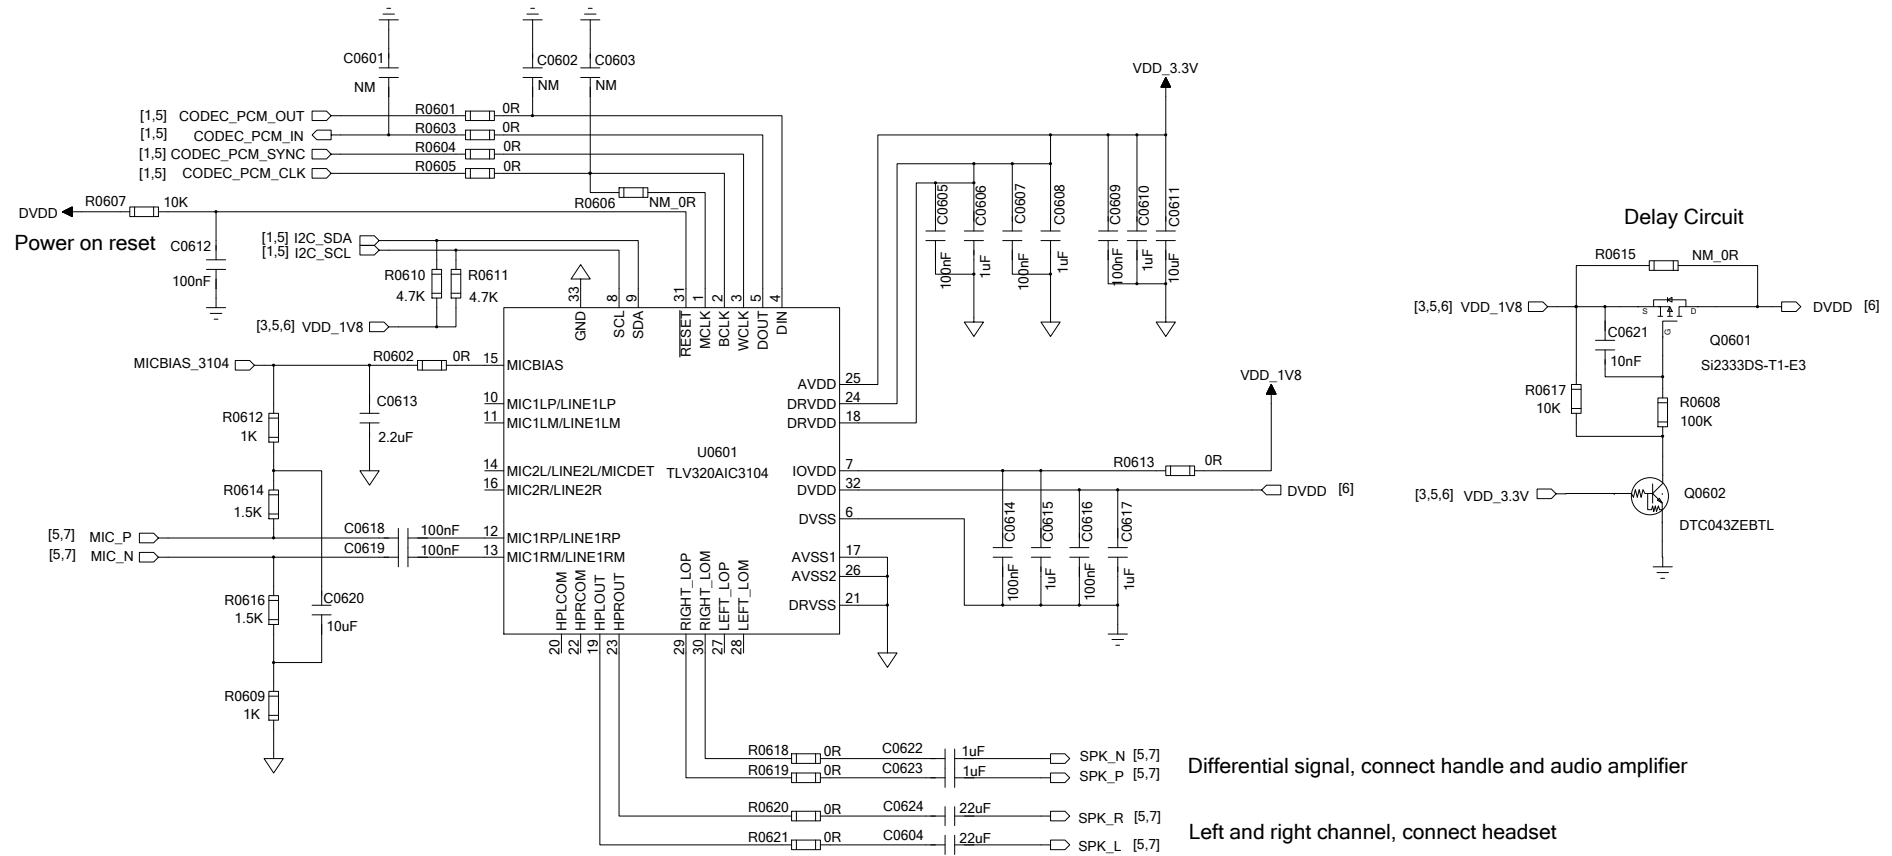 C0601
NM
C0602
NM
C0603
NM
[1,5] CODEC_PCM_OUT
R0601 0R
[1,5] CODEC_PCM_IN
R0603 0R
[1,5] CODEC_PCM_SYNC
R0604 0R
[1,5] CODEC_PCM_CLK
R0605 0R
R0606 NM_0R
DVDD
R0607 10K
Power on reset
C0612
100nF
[1,5] I2C_SDA
[1,5] I2C_SCL
R0610
4.7K
R0611
4.7K
[3,5,6] VDD_1V8
MICBIAS_3104
R0602 0R
R0612
1K
C0613
2.2uF
R0614
1.5K
[5,7] MIC_P
[5,7] MIC_N
C0618 100nF
C0619 100nF
R0616
1.5K
C0620
10uF
R0609
1K
33 GND
8 SCL
9 SDA
31 RESET
1 MCLK
2 BCLK
3 WCLK
5 DOUT
4 DIN
15 MICBIAS
10 MIC1LP/LINE1LP
11 MIC1LM/LINE1LM
14 MIC2L/LINE2L/MICDET
16 MIC2R/LINE2R
12 MIC1RP/LINE1RP
13 MIC1RM/LINE1RM
U0601
TLV320AIC3104
AVDD 25
DRVDD 24
DRVDD 18
IOVDD 7
DVDD 32
DVSS 6
AVSS1 17
AVSS2 26
DRVSS 21
HPLCOM 20
HPRCOM 22
HPLOUT 19
HPROUT 23
RIGHT_LOP 29
RIGHT_LOM 30
LEFT_LOP 27
LEFT_LOM 28
VDD_3.3V
C0605
100nF
C0606
1uF
C0607
100nF
C0608
1uF
C0609
100nF
C0610
1uF
C0611
10uF
VDD_1V8
R0613 0R
DVDD [6]
C0614
100nF
C0615
1uF
C0616
100nF
C0617
1uF
R0618 0R
C0622 1uF
SPK_N [5,7]
R0619 0R
C0623 1uF
SPK_P [5,7]
Differential signal, connect handle and audio amplifier
R0620 0R
C0624 22uF
SPK_R [5,7]
R0621 0R
C0604 22uF
SPK_L [5,7]
Left and right channel, connect headset
Delay Circuit
R0615 NM_0R
[3,5,6] VDD_1V8
S
D
G
DVDD [6]
C0621
10nF
Q0601
Si2333DS-T1-E3
R0617
10K
R0608
100K
[3,5,6] VDD_3.3V
Q0602
DTC043ZEBTL